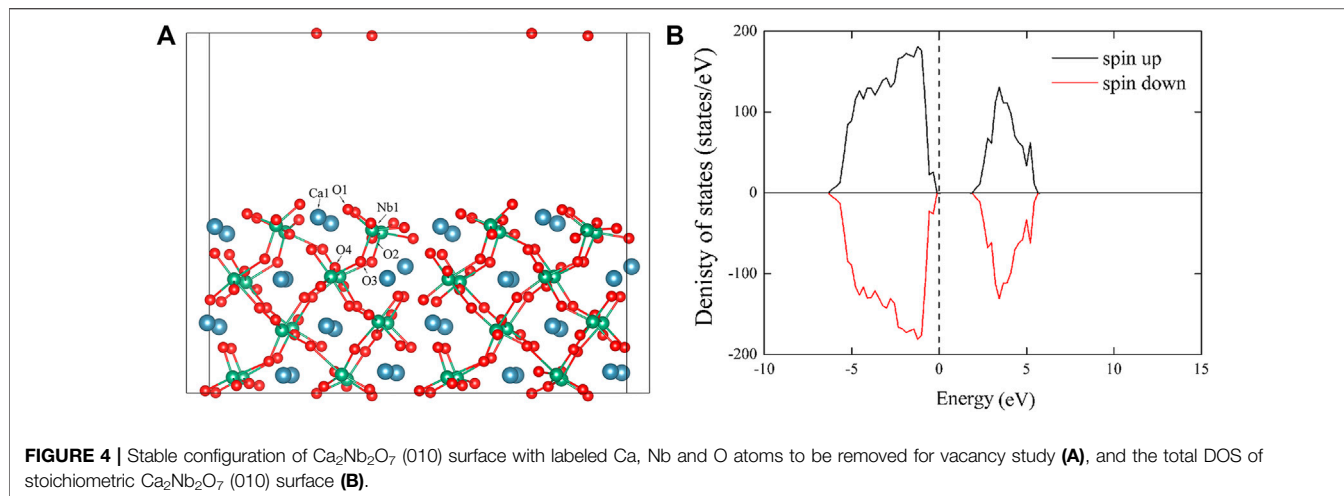 A
Ca1
O1
Nb1
O4
O2
O3
B
200
100
0
-100
-200
Denisty of states (states/eV)
spin up
spin down
-10
-5
0
5
10
15
Energy (eV)
FIGURE 4 | Stable configuration of Ca₂Nb₂O₇ (010) surface with labeled Ca, Nb and O atoms to be removed for vacancy study (A), and the total DOS of
stoichiometric Ca₂Nb₂O₇ (010) surface (B).